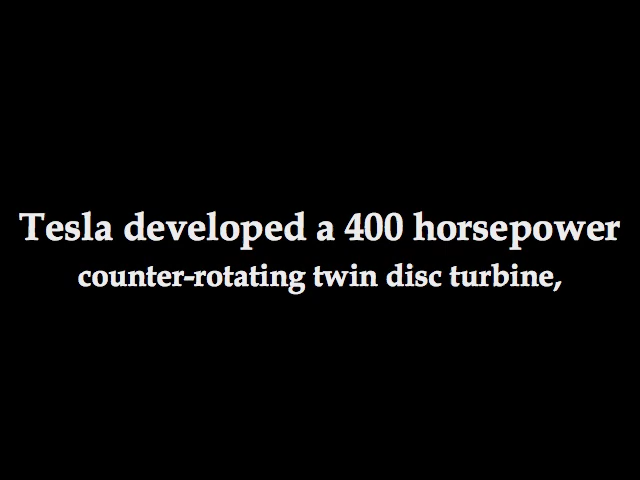 Tesla developed a 400 horsepower
counter-rotating twin disc turbine,